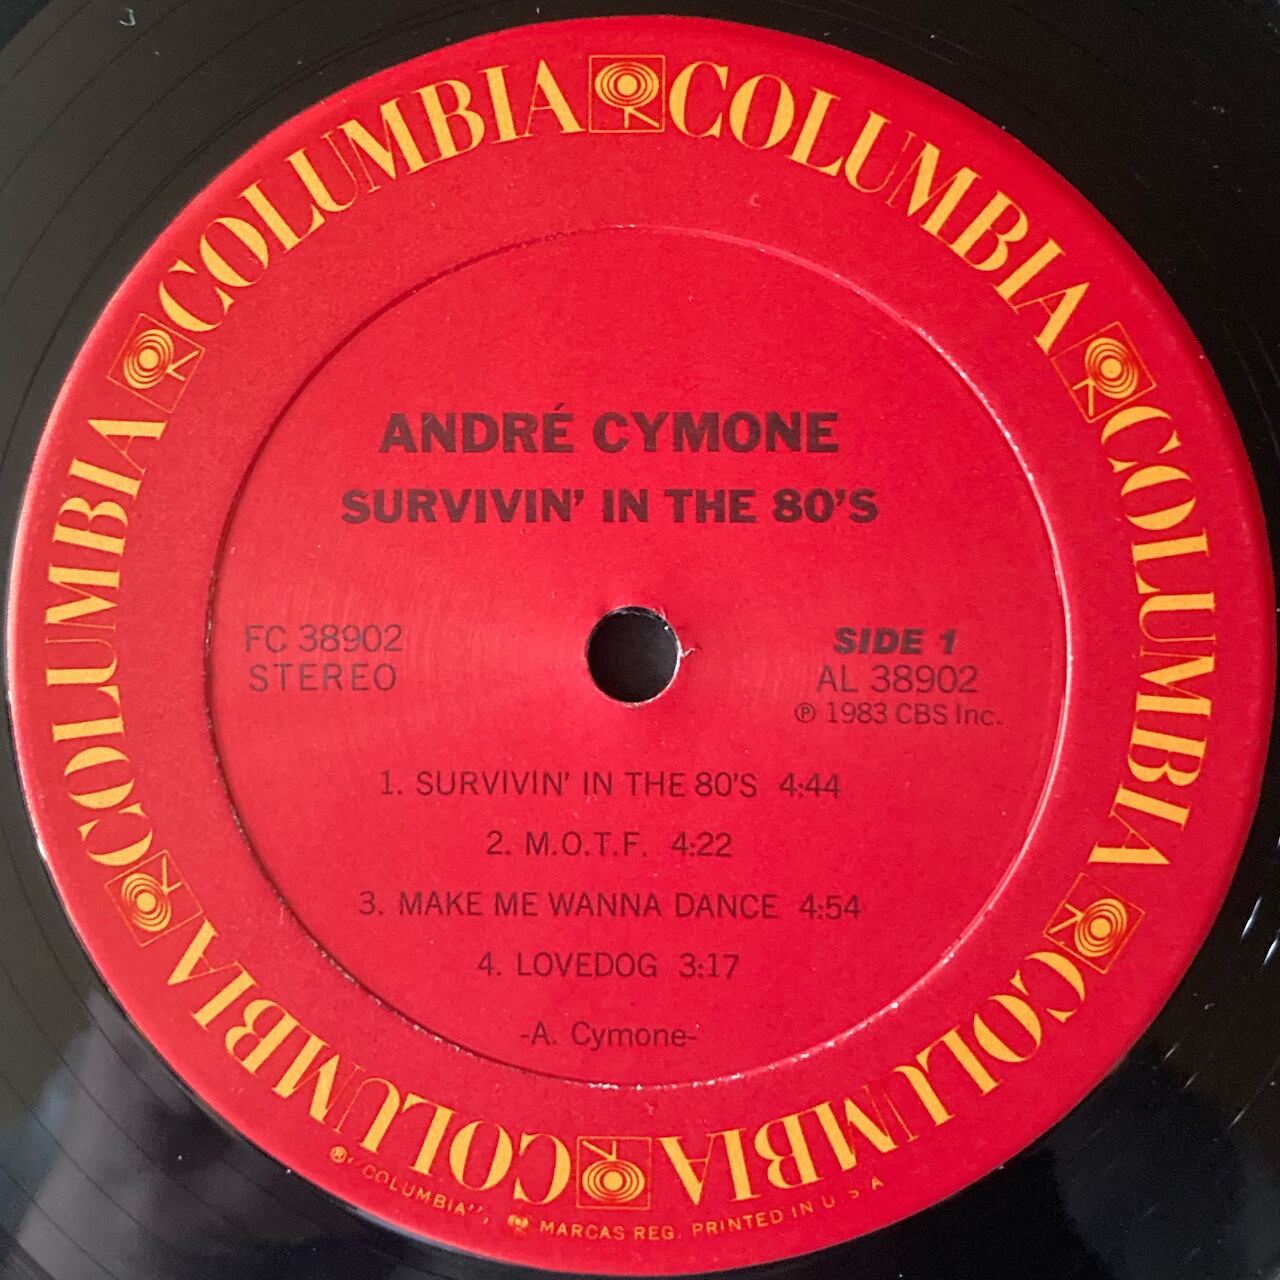 COLUMBIA COLUMBIA COLUMBIA COLUMBIA COLUMBIA COLUMBIA
ANDRÉ CYMONE
SURVIVIN' IN THE 80'S
FC 38902
STEREO
SIDE 1
AL 38902
℗ 1983 CBS Inc.
1. SURVIVIN' IN THE 80'S 4:44
2. M.O.T.F. 4:22
3. MAKE ME WANNA DANCE 4:54
4. LOVEDOG 3:17
-A. Cymone-
®"COLUMBIA", MARCAS REG. PRINTED IN U S A